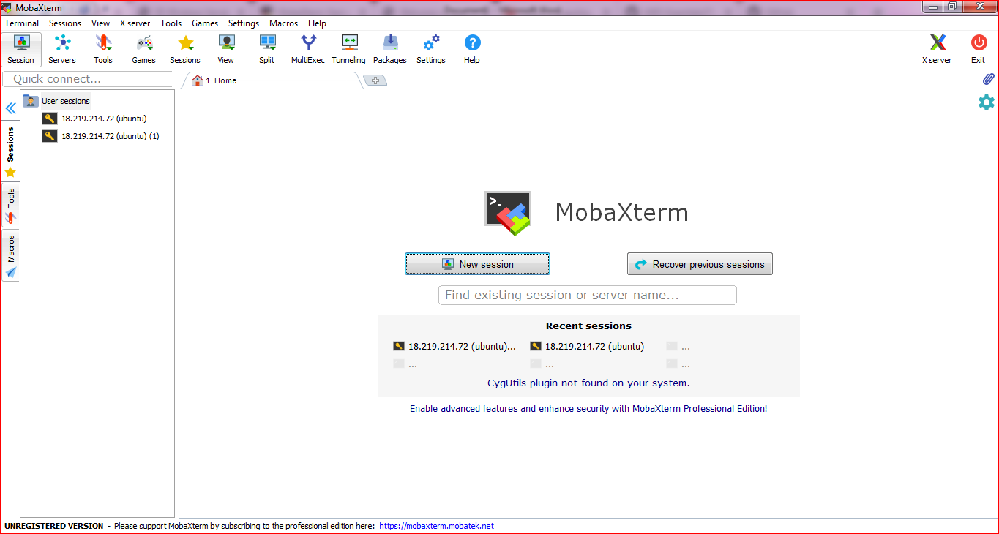 MobaXterm
Terminal Sessions View X server Tools Games Settings Macros Help
Session Servers Tools Games Sessions View Split MultiExec Tunneling Packages Settings Help X server Exit
Quick connect...
1. Home
User sessions
18.219.214.72 (ubuntu)
18.219.214.72 (ubuntu) (1)
Sessions
Tools
Macros
>_
MobaXterm
New session
Recover previous sessions
Find existing session or server name...
Recent sessions
18.219.214.72 (ubuntu)... 18.219.214.72 (ubuntu) ...
... ... ...
CygUtils plugin not found on your system.
Enable advanced features and enhance security with MobaXterm Professional Edition!
UNREGISTERED VERSION - Please support MobaXterm by subscribing to the professional edition here: https://mobaxterm.mobatek.net